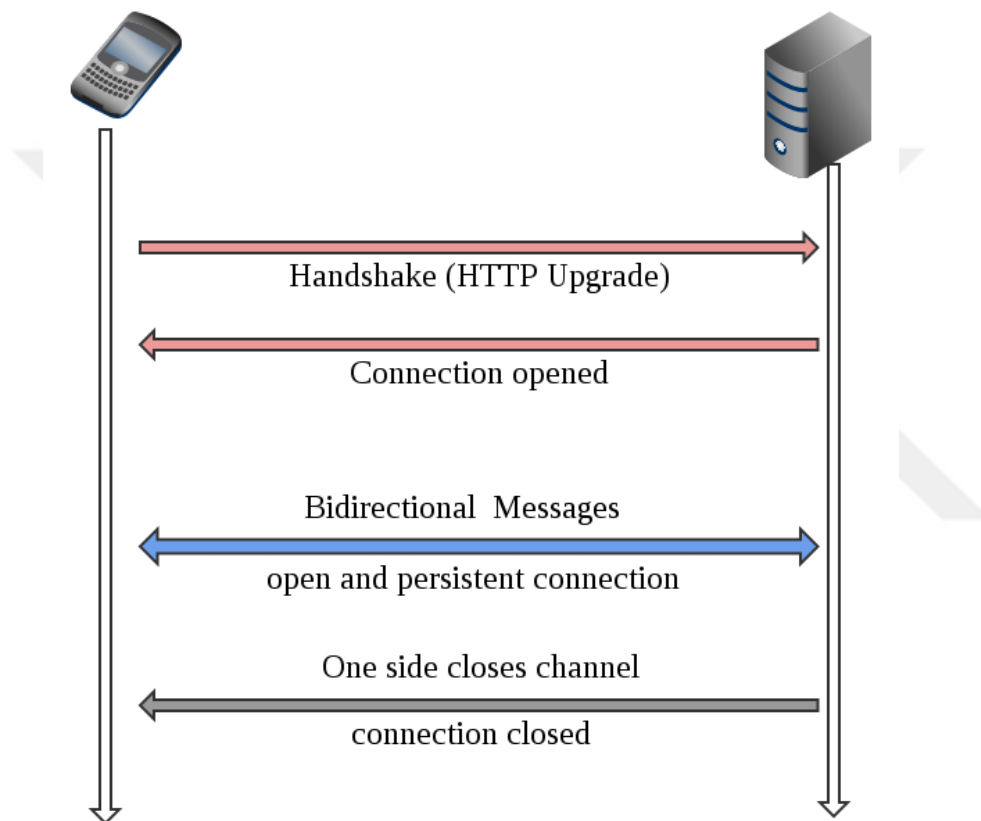 Handshake (HTTP Upgrade)
Connection opened
Bidirectional  Messages
open and persistent connection
One side closes channel
connection closed